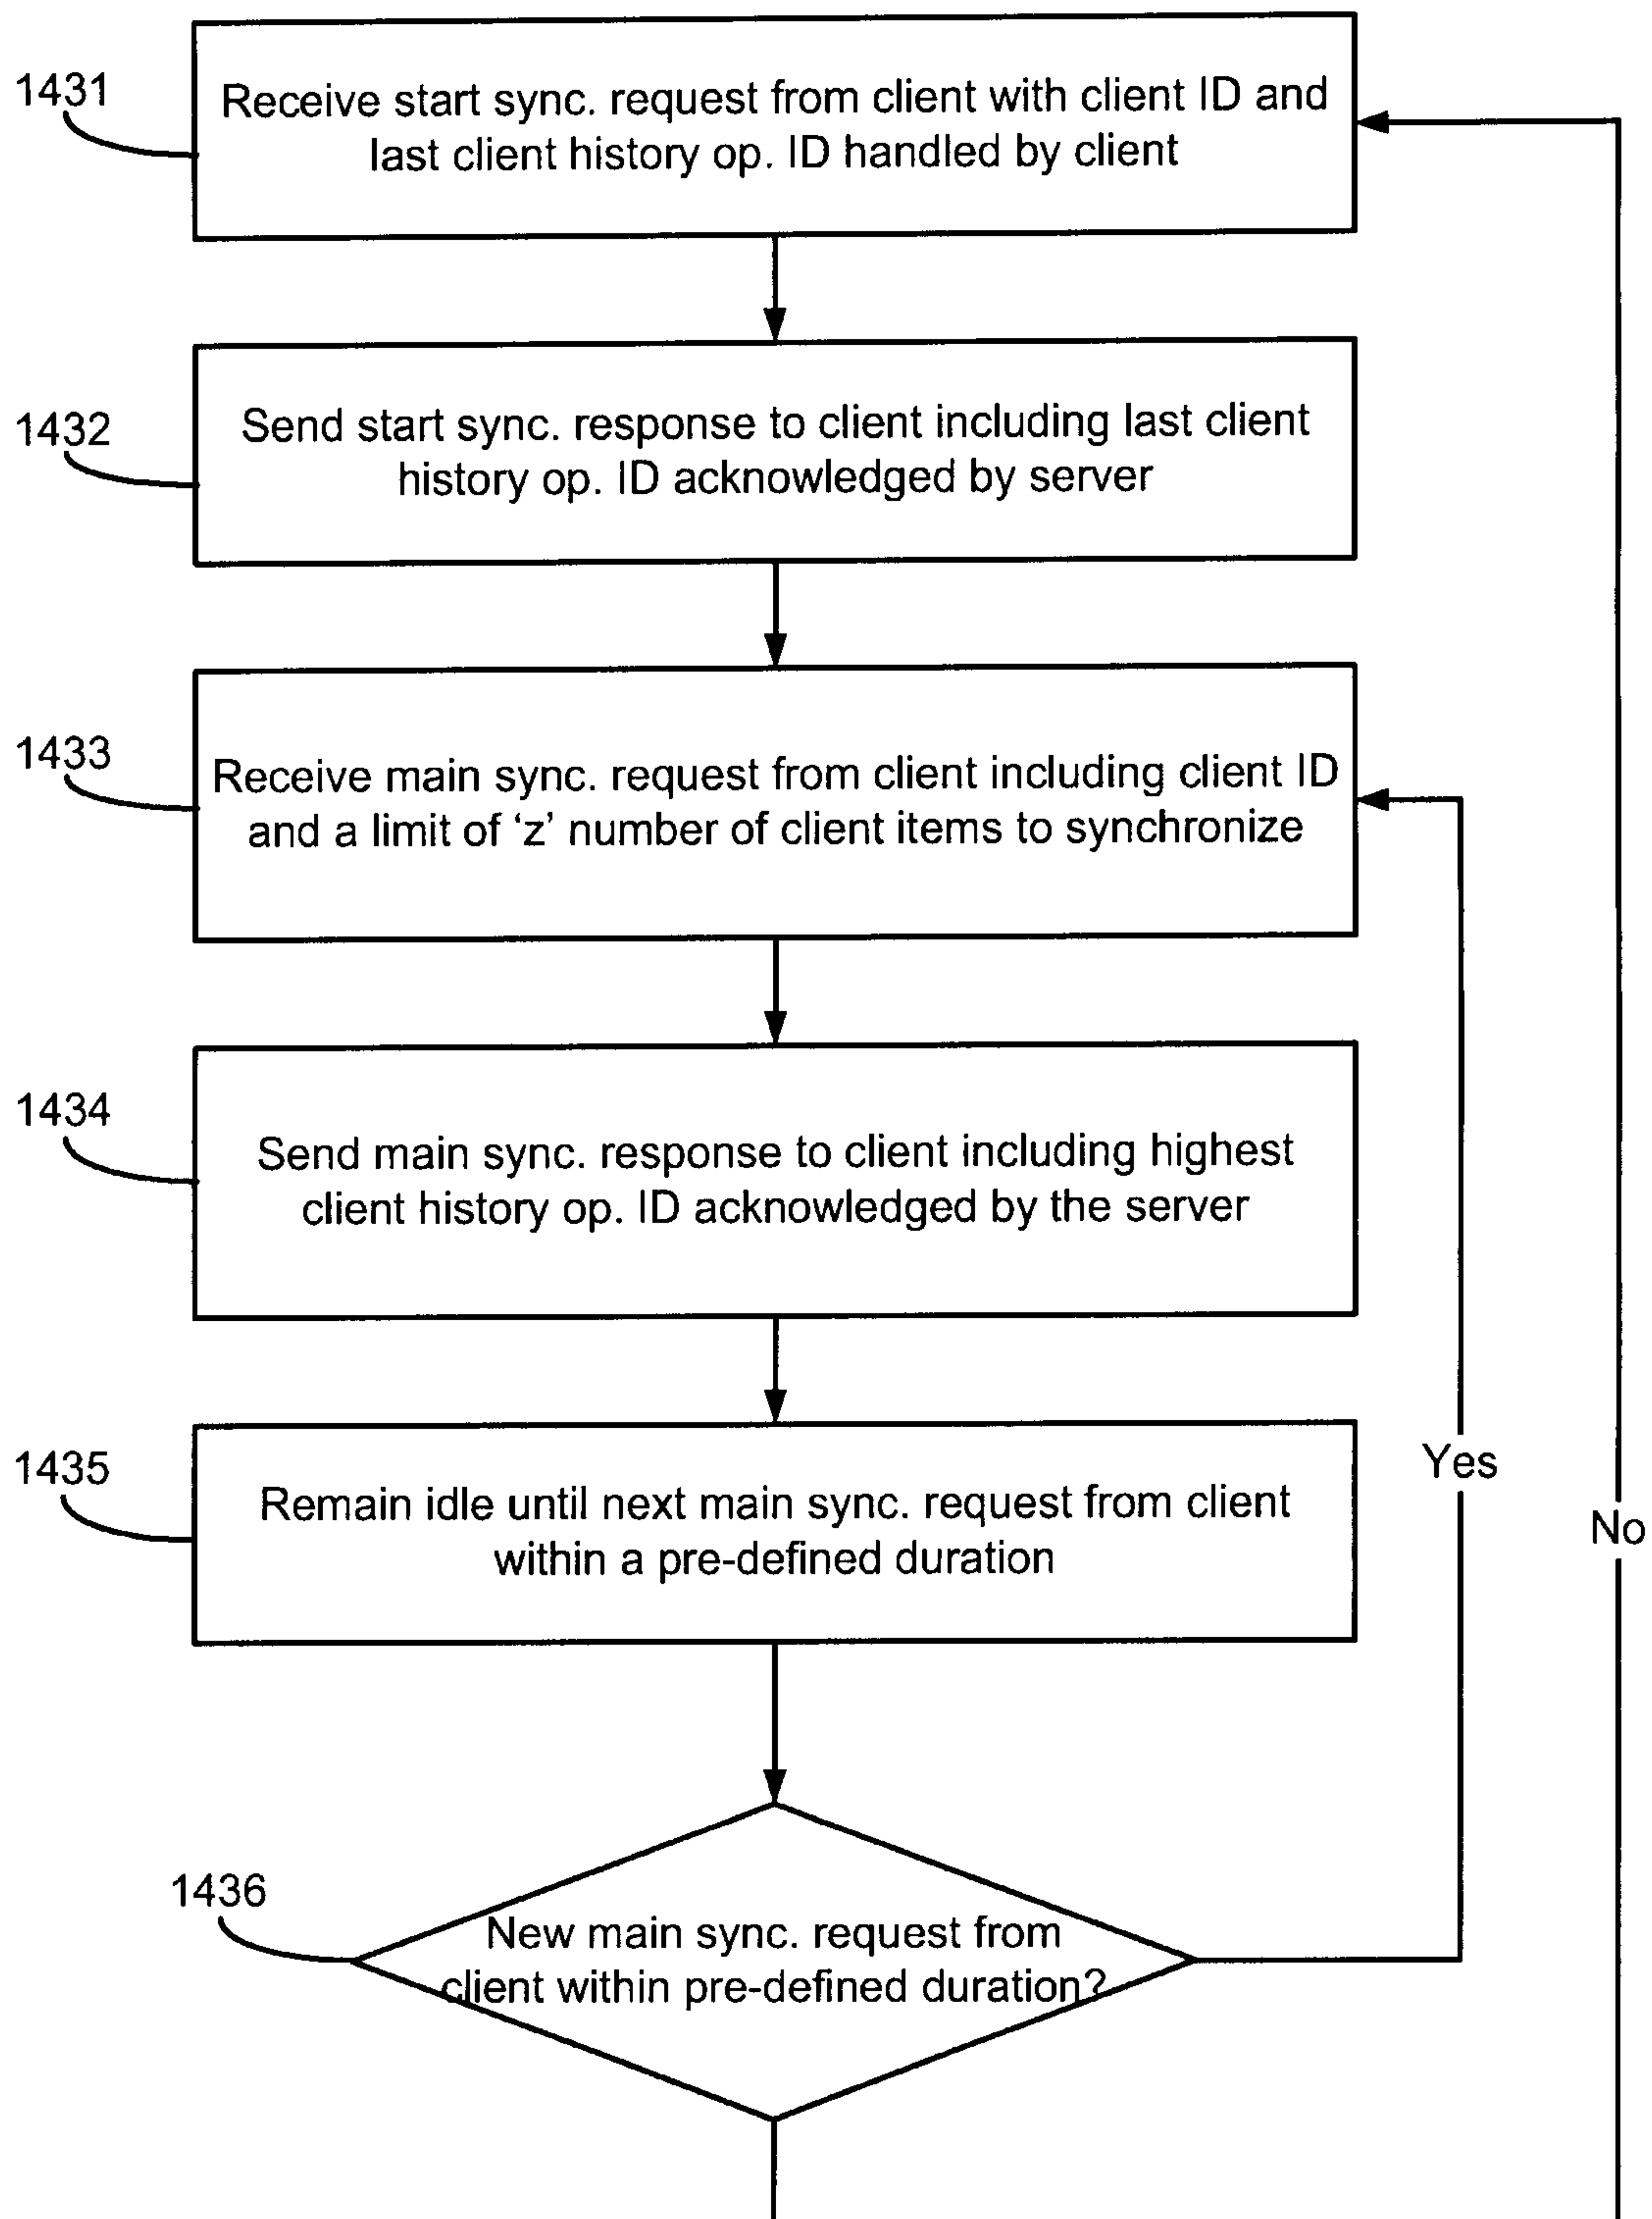 1431
Receive start sync. request from client with client ID and
last client history op. ID handled by client
1432
Send start sync. response to client including last client
history op. ID acknowledged by server
1433
Receive main sync. request from client including client ID
and a limit of ‘z’ number of client items to synchronize
1434
Send main sync. response to client including highest
client history op. ID acknowledged by the server
1435
Remain idle until next main sync. request from client
within a pre-defined duration
Yes
No
1436
New main sync. request from
client within pre-defined duration?